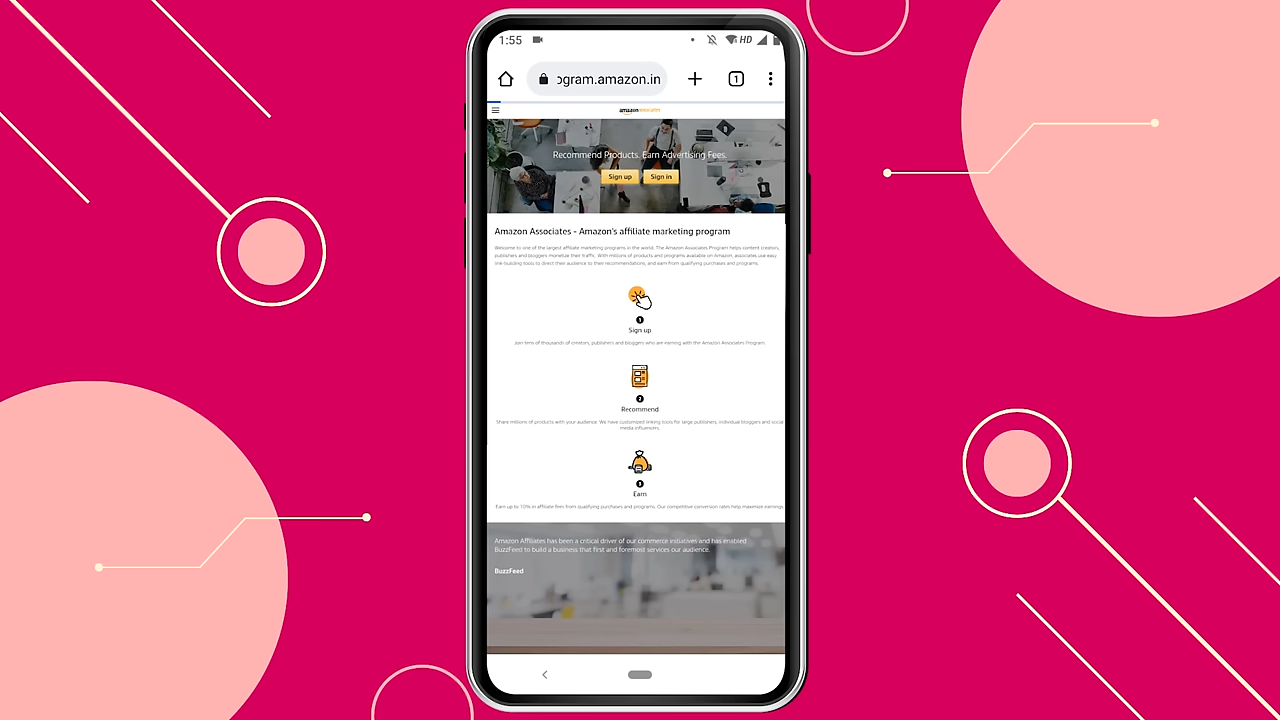 1:55
HD
ogram.amazon.in
1
amazon associates
Recommend Products. Earn Advertising Fees.
Sign up
Sign in
Amazon Associates - Amazon's affiliate marketing program
Welcome to one of the largest affiliate marketing programs in the world. The Amazon Associates Program helps content creators,
publishers and bloggers monetize their traffic. With millions of products and programs available on Amazon, associates use easy
link-building tools to direct their audience to their recommendations, and earn from qualifying purchases and programs.
1
Sign up
Join tens of thousands of creators, publishers and bloggers who are earning with the Amazon Associates Program.
2
Recommend
Share millions of products with your audience. We have customized linking tools for large publishers, individual bloggers and social
media influencers.
3
Earn
Earn up to 10% in affiliate fees from qualifying purchases and programs. Our competitive conversion rates help maximize earnings.
Amazon Affiliates has been a critical driver of our commerce initiatives and has enabled
BuzzFeed to build a business that first and foremost services our audience.
BuzzFeed